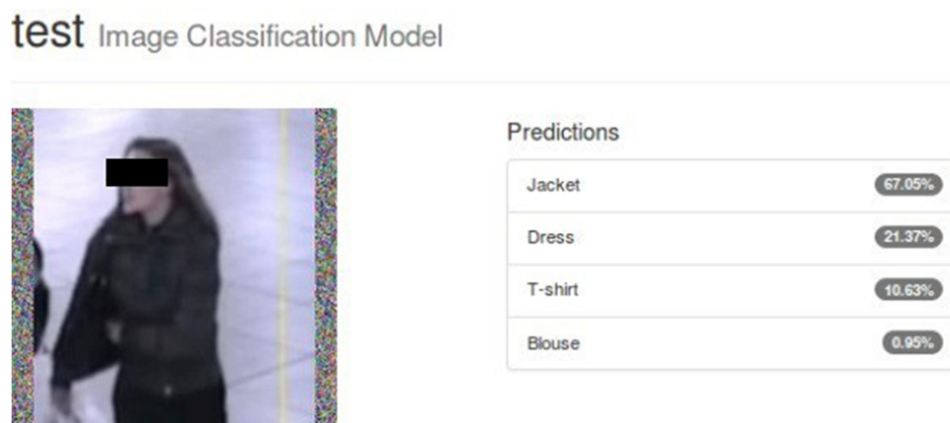 test Image Classification Model
Predictions
Jacket 67.05%
Dress 21.37%
T-shirt 10.63%
Blouse 0.95%